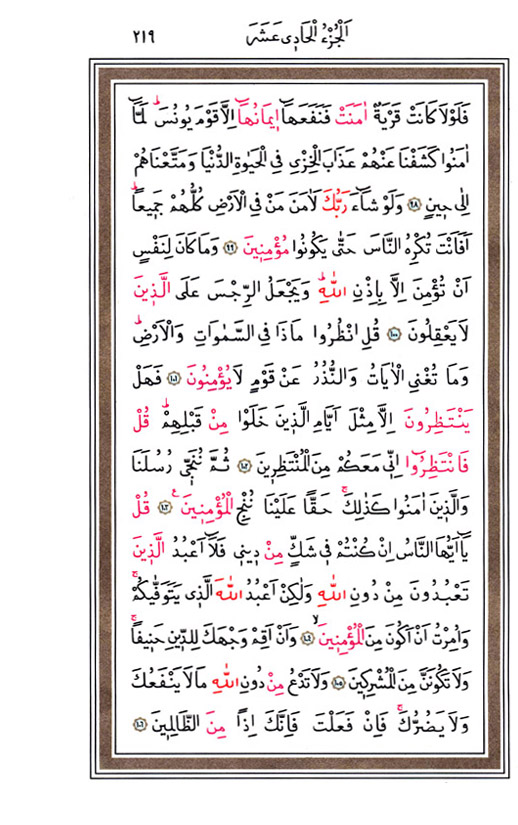 اَلْجُزْءُ الْحَادِى عَشَرَ ٢١٩
فَلَوْلَا كَانَتْ قَرْيَةٌ اٰمَنَتْ فَنَفَعَهَٓا ا۪يمَانُهَٓا اِلَّا قَوْمَ يُونُسَۜ لَمَّٓا
اٰمَنُوا كَشَفْنَا عَنْهُمْ عَذَابَ الْخِزْىِ فِى الْحَيٰوةِ الدُّنْيَا وَمَتَّعْنَاهُمْ
اِلٰى ح۪ينٍ ﴿٩٨﴾ وَلَوْ شَٓاءَ رَبُّكَ لَاٰمَنَ مَنْ فِى الْاَرْضِ كُلُّهُمْ جَم۪يعًاۜ
اَفَاَنْتَ تُكْرِهُ النَّاسَ حَتّٰى يَكُونُوا مُؤْمِن۪ينَ ﴿٩٩﴾ وَمَا كَانَ لِنَفْسٍ
اَنْ تُؤْمِنَ اِلَّا بِاِذْنِ اللّٰهِۜ وَيَجْعَلُ الرِّجْسَ عَلَى الَّذ۪ينَ
لَا يَعْقِلُونَ ﴿١٠٠﴾ قُلِ انْظُرُوا مَاذَا فِى السَّمٰوَاتِ وَالْاَرْضِۜ
وَمَا تُغْنِى الْاٰيَاتُ وَالنُّذُرُ عَنْ قَوْمٍ لَا يُؤْمِنُونَ ﴿١٠١﴾ فَهَلْ
يَنْتَظِرُونَ اِلَّا مِثْلَ اَيَّامِ الَّذ۪ينَ خَلَوْا مِنْ قَبْلِهِمْۜ قُلْ
فَانْتَظِرُٓوا اِنّ۪ى مَعَكُمْ مِنَ الْمُنْتَظِر۪ينَ ﴿١٠٢﴾ ثُمَّ نُنَجّ۪ى رُسُلَنَا
وَالَّذ۪ينَ اٰمَنُوا كَذٰلِكَۚ حَقًّا عَلَيْنَا نُنْجِ الْمُؤْمِن۪ينَ۟ ﴿١٠٣﴾ قُلْ
يَٓا اَيُّهَا النَّاسُ اِنْ كُنْتُمْ ف۪ى شَكٍّ مِنْ د۪ين۪ى فَلَٓا اَعْبُدُ الَّذ۪ينَ
تَعْبُدُونَ مِنْ دُونِ اللّٰهِ وَلٰكِنْ اَعْبُدُ اللّٰهَ الَّذ۪ى يَتَوَفّٰيكُمْۚ
وَاُمِرْتُ اَنْ اَكُونَ مِنَ الْمُؤْمِن۪ينَۙ ﴿١٠٤﴾ وَاَنْ اَقِمْ وَجْهَكَ لِلدّ۪ينِ حَن۪يفًاۚ
وَلَا تَكُونَنَّ مِنَ الْمُشْرِك۪ينَ ﴿١٠٥﴾ وَلَا تَدْعُ مِنْ دُونِ اللّٰهِ مَا لَا يَنْفَعُكَ
وَلَا يَضُرُّكَۚ فَاِنْ فَعَلْتَ فَاِنَّكَ اِذًا مِنَ الظَّالِم۪ينَ ﴿١٠٦﴾